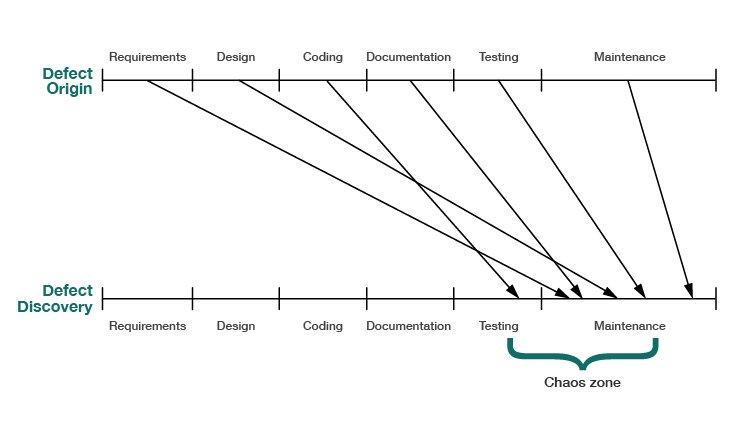 Requirements Design Coding Documentation Testing Maintenance
Defect
Origin
Defect
Discovery
Requirements Design Coding Documentation Testing Maintenance
Chaos zone